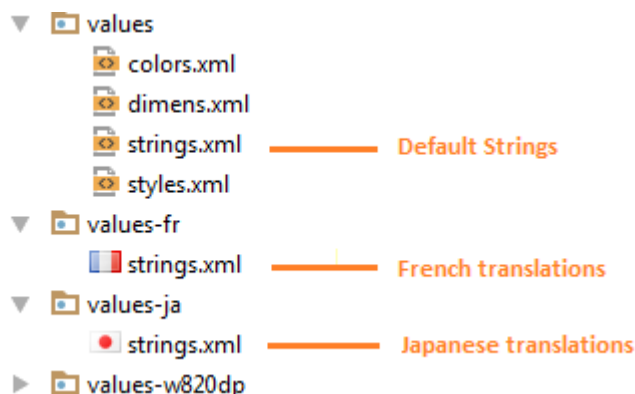 values
colors.xml
dimens.xml
strings.xml Default Strings
styles.xml
values-fr
strings.xml French translations
values-ja
strings.xml Japanese translations
values-w820dp